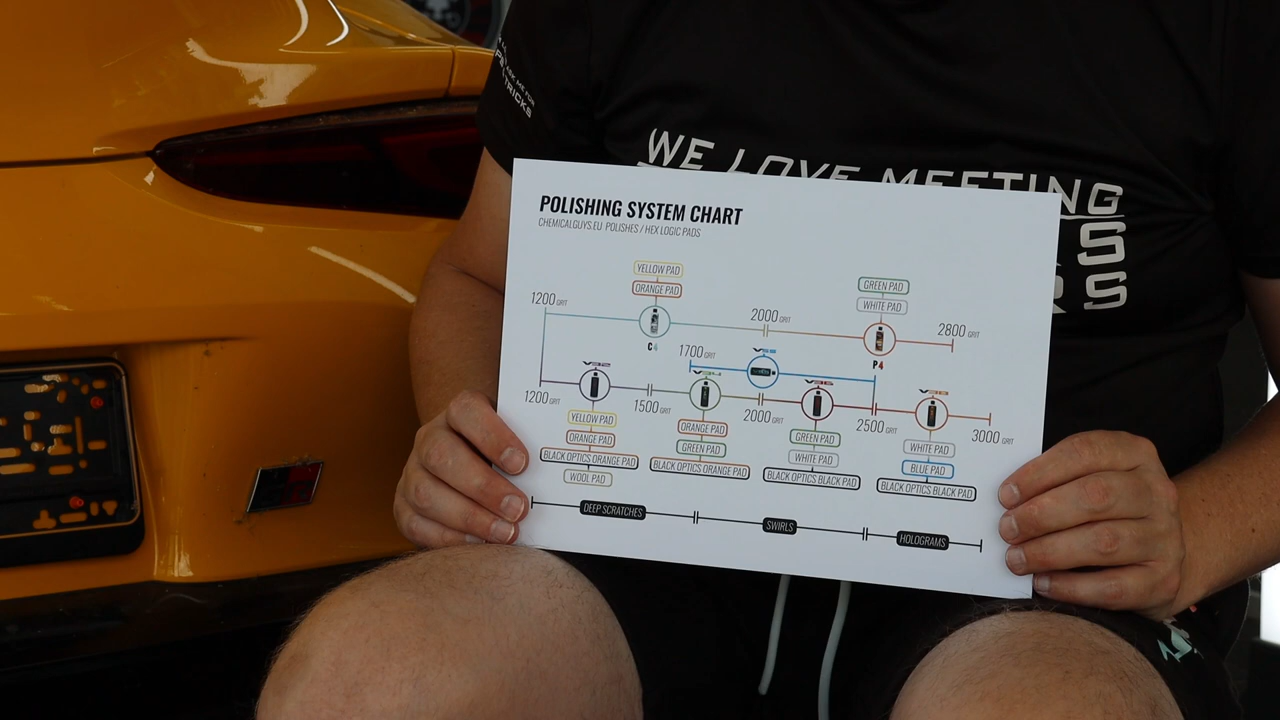 WE LOVE MEETING
POLISHING SYSTEM CHART
CHEMICALGUYS.EU POLISHES / HEX LOGIC PADS
YELLOW PAD
ORANGE PAD
GREEN PAD
WHITE PAD
1200 GRIT
2000 GRIT
2800 GRIT
C4
P4
1700 GRIT
1200 GRIT
1500 GRIT
2000 GRIT
2500 GRIT
3000 GRIT
YELLOW PAD
ORANGE PAD
BLACK OPTICS ORANGE PAD
WOOL PAD
ORANGE PAD
GREEN PAD
BLACK OPTICS ORANGE PAD
GREEN PAD
WHITE PAD
BLACK OPTICS BLACK PAD
WHITE PAD
BLUE PAD
BLACK OPTICS BLACK PAD
DEEP SCRATCHES
SWIRLS
HOLOGRAMS